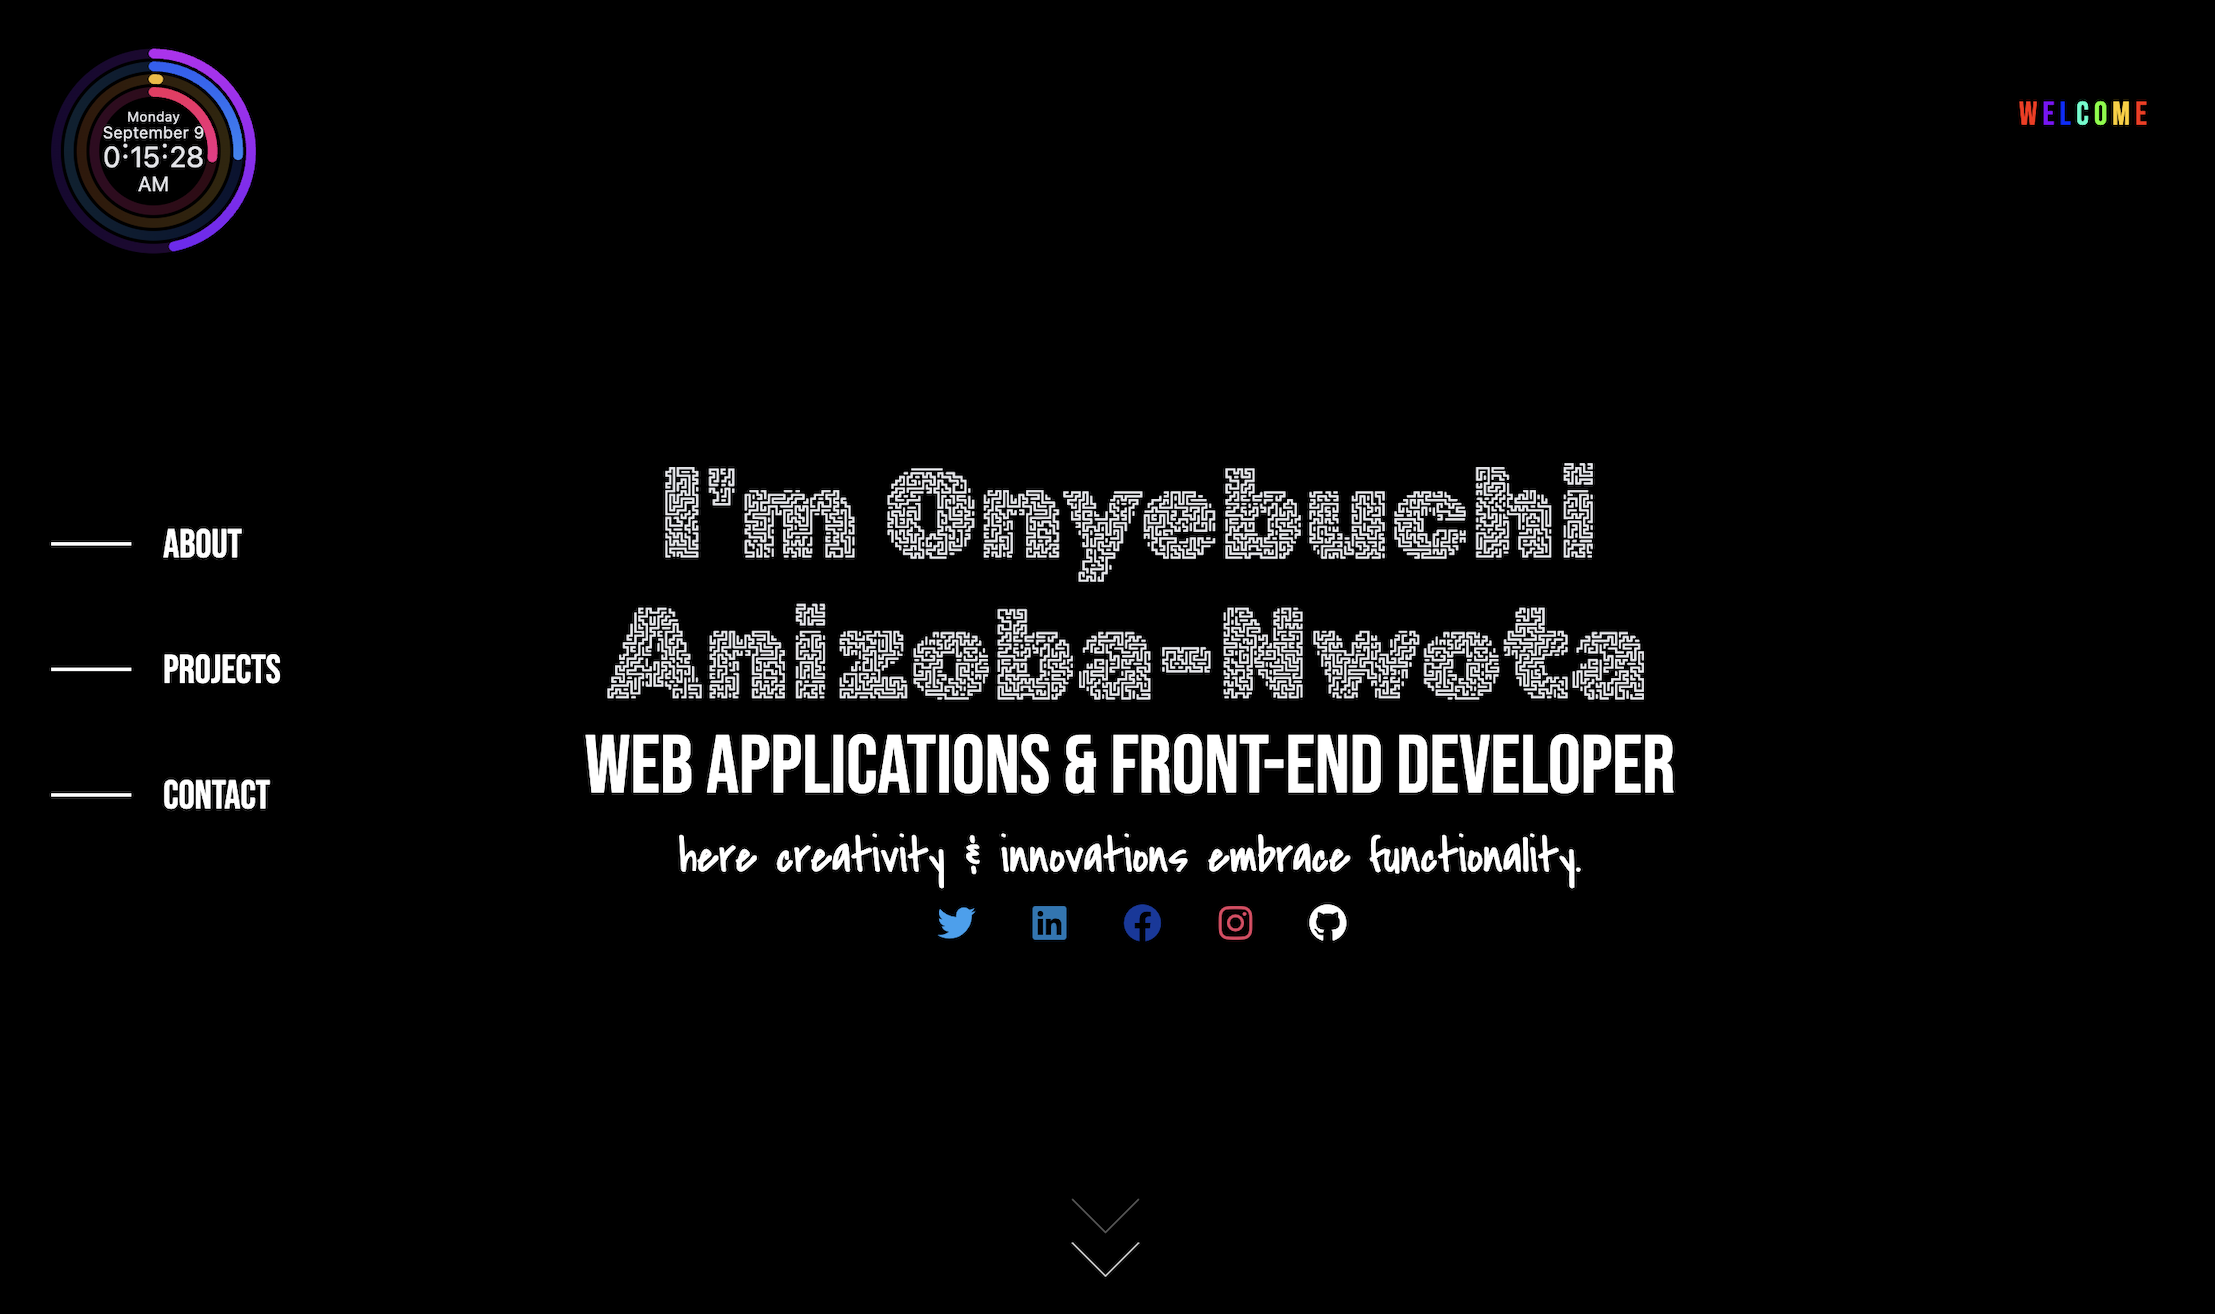 Monday
September 9
0:15:28
AM
WELCOME
ABOUT
PROJECTS
CONTACT
I'm Onyebuchi
Anizoba-Nwota
WEB APPLICATIONS & FRONT-END DEVELOPER
here creativity & innovations embrace functionality.
in